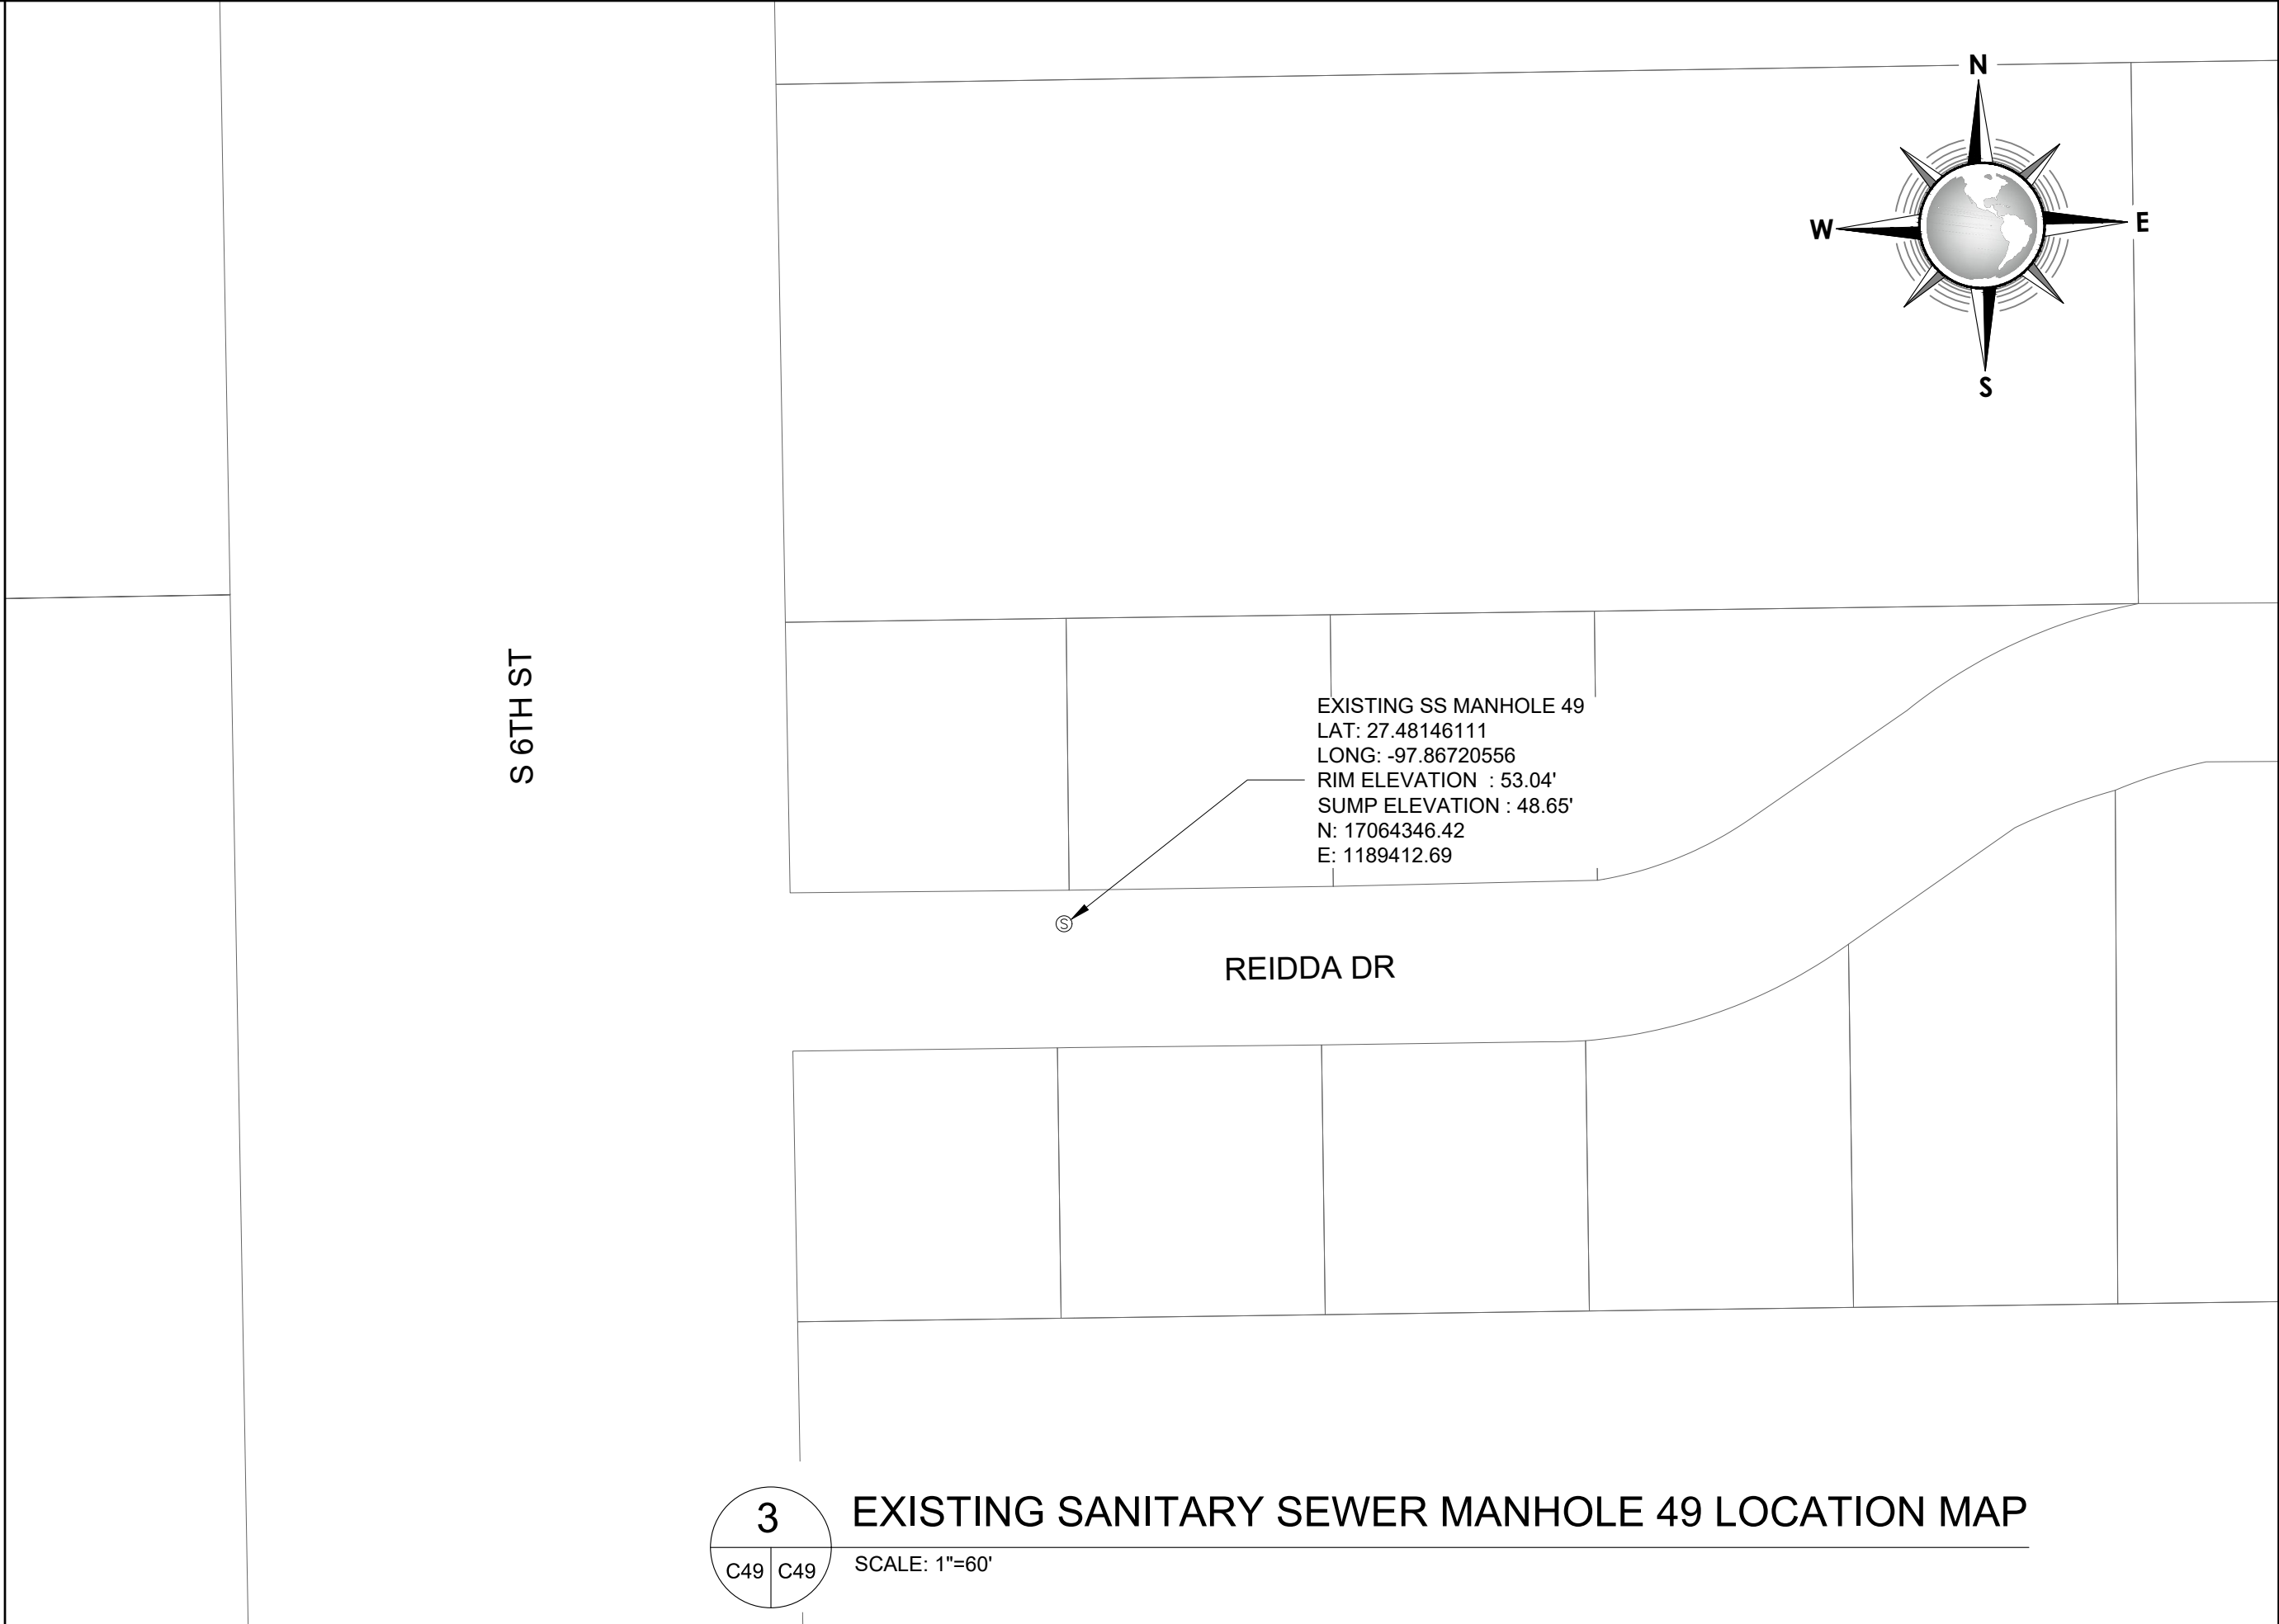 N
W
E
S
S 6TH ST
EXISTING SS MANHOLE 49
LAT: 27.48146111
LONG: -97.86720556
RIM ELEVATION : 53.04'
SUMP ELEVATION : 48.65'
N: 17064346.42
E: 1189412.69
S
REIDDA DR
3
C49 C49
EXISTING SANITARY SEWER MANHOLE 49 LOCATION MAP
SCALE: 1"=60'